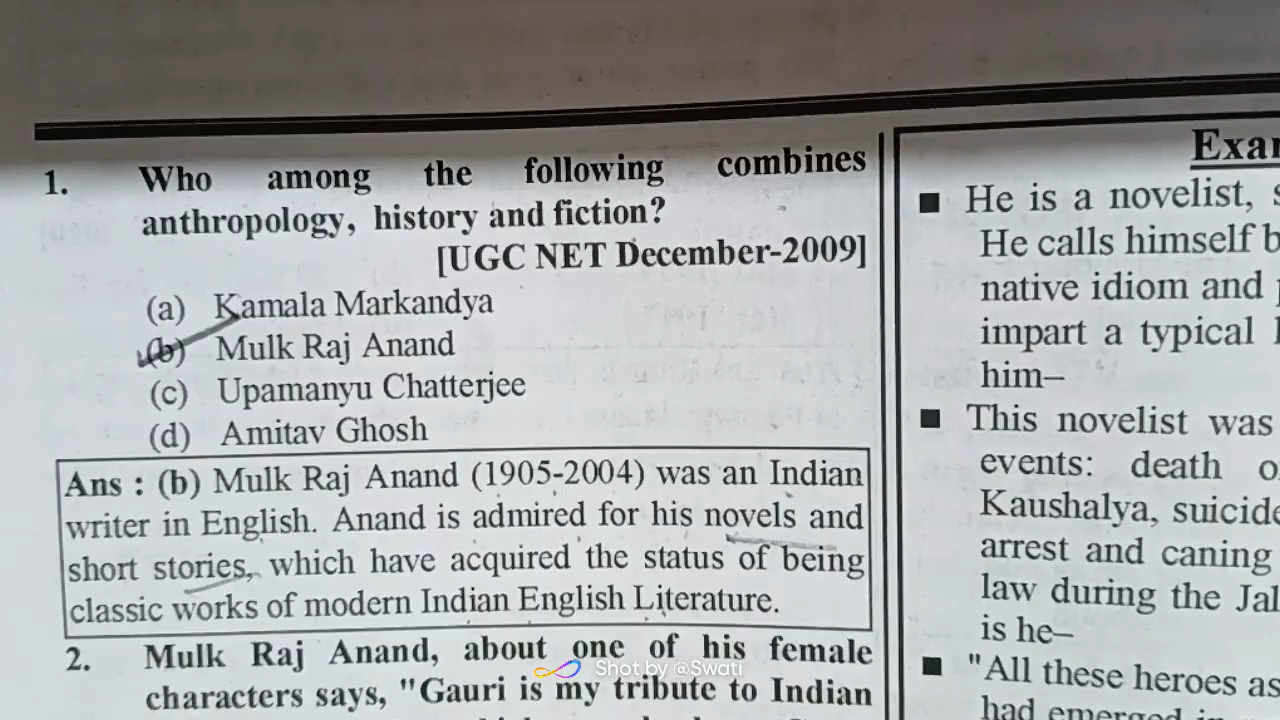 1. Who among the following combines
anthropology, history and fiction?
[UGC NET December-2009]
(a) Kamala Markandya
(b) Mulk Raj Anand
(c) Upamanyu Chatterjee
(d) Amitav Ghosh
Ans : (b) Mulk Raj Anand (1905-2004) was an Indian
writer in English. Anand is admired for his novels and
short stories, which have acquired the status of being
classic works of modern Indian English Literature.
2. Mulk Raj Anand, about one of his female
characters says, "Gauri is my tribute to Indian
Shot by @Swati
■ He is a novelist,
He calls himself
native idiom and
impart a typical
him–
■ This novelist was
events: death
Kaushalya,
arrest and caning
law during the
is he–
■ "All these heroes as
had emerged